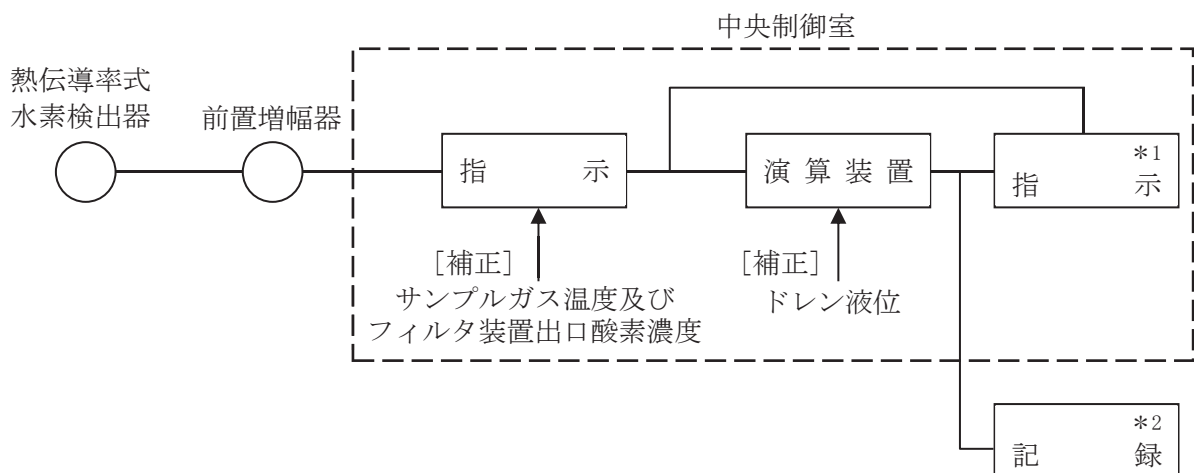 中央制御室
熱伝導率式
水素検出器
前置増幅器
指示
演算装置
*1
指示
[補正]
サンプルガス温度及び
フィルタ装置出口酸素濃度
[補正]
ドレン液位
*2
記録